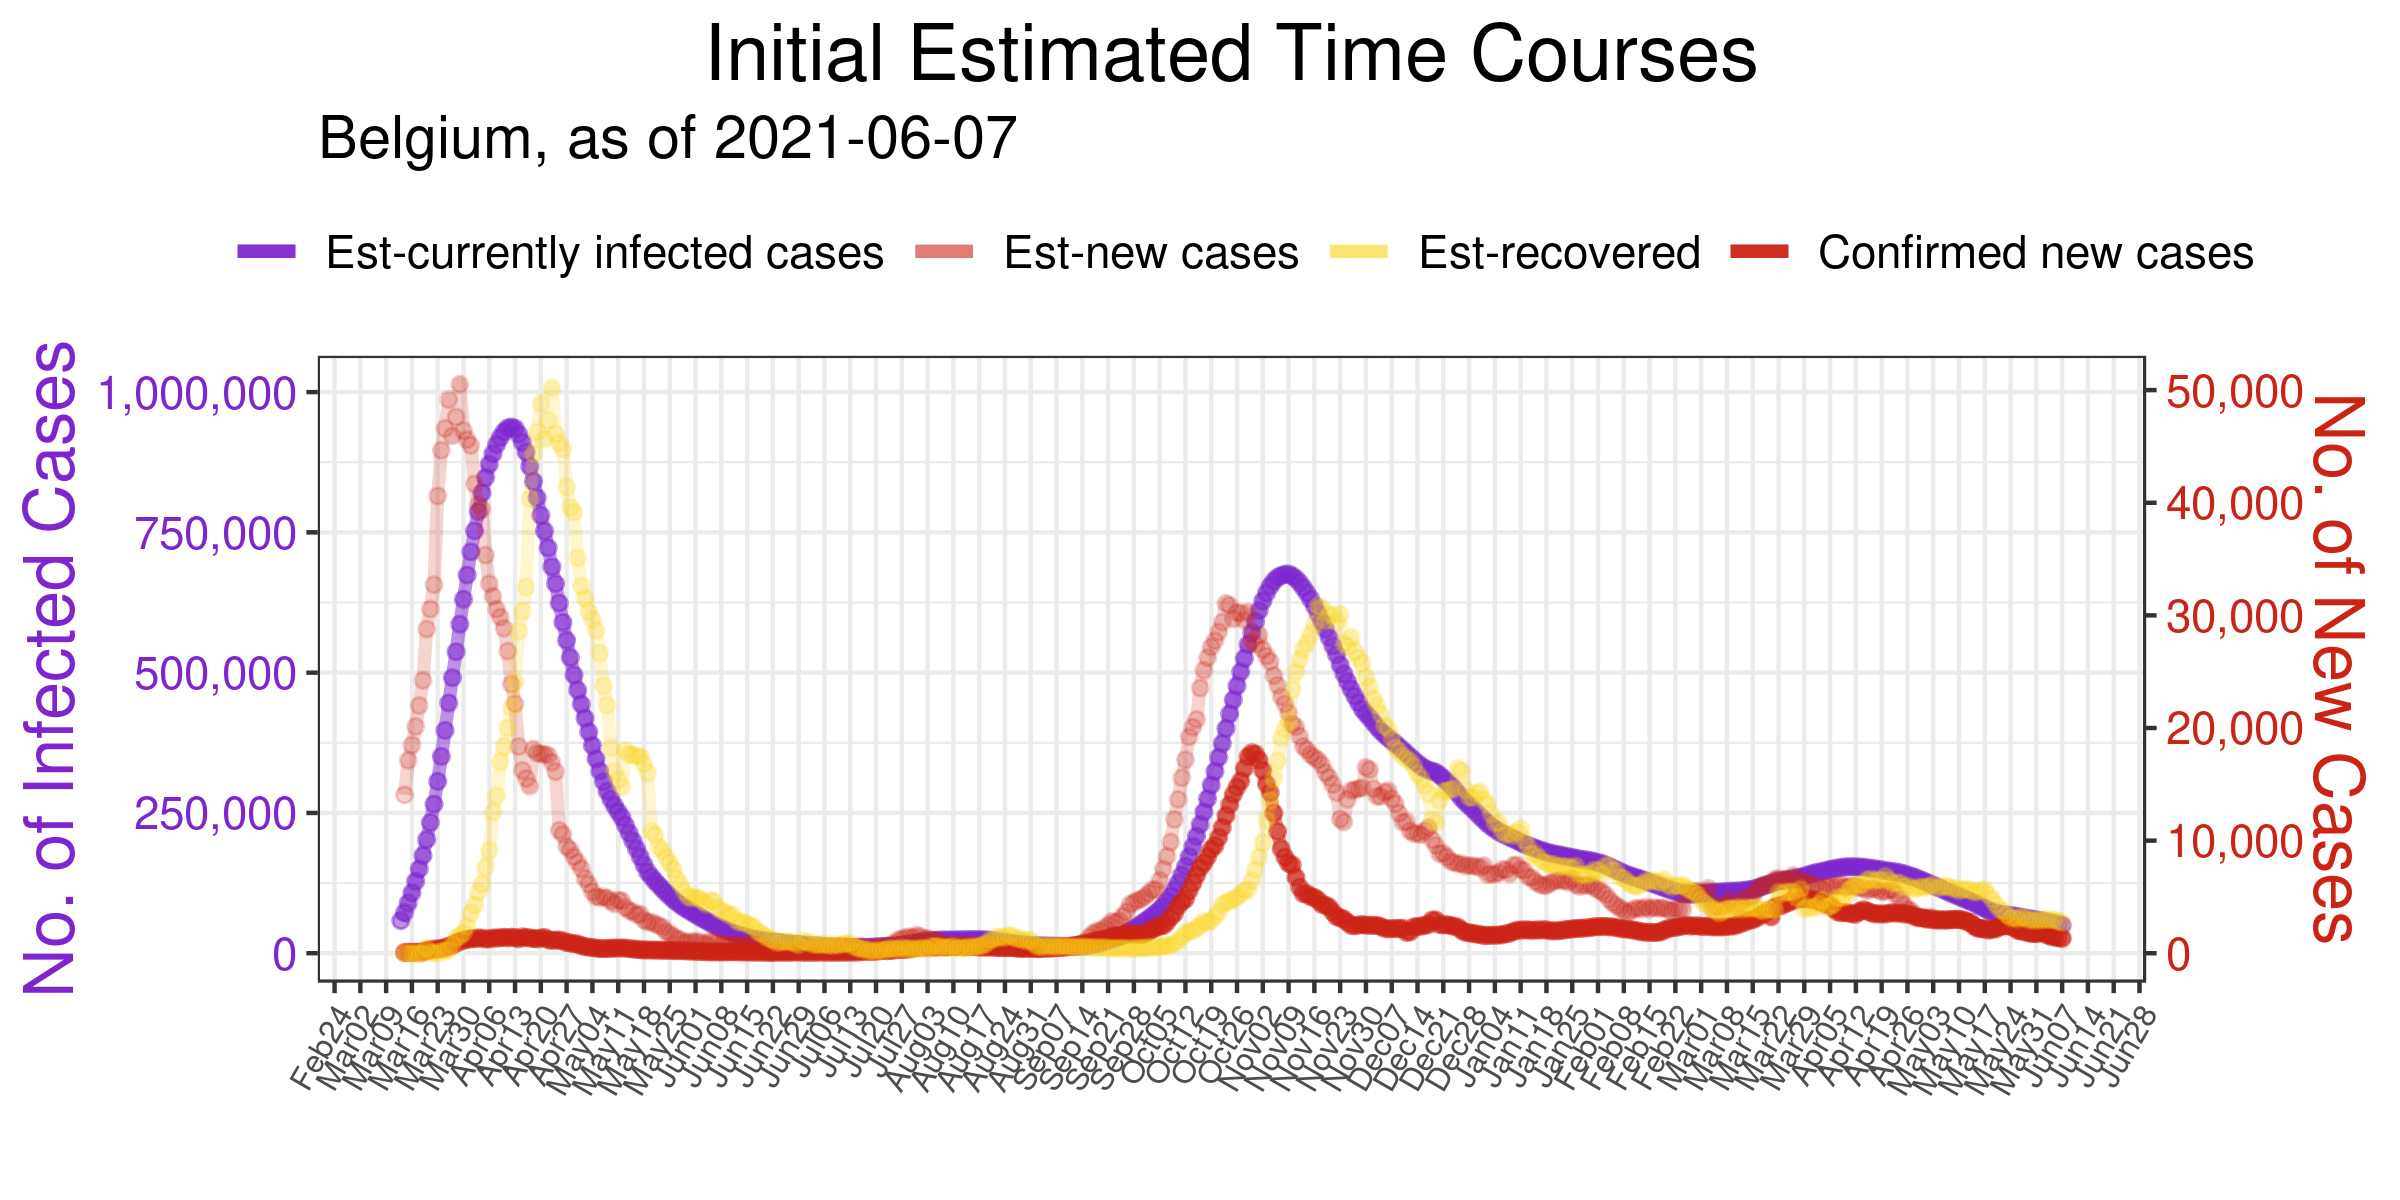 Initial Estimated Time Courses
Belgium, as of 2021-06-07
Est-currently infected cases Est-new cases Est-recovered Confirmed new cases
No. of Infected Cases
1,000,000
750,000
500,000
250,000
0
50,000
40,000
30,000
20,000
10,000
0
No. of New Cases
Feb24 Mar02 Mar09 Mar16 Mar23 Mar30 Apr06 Apr13 Apr20 Apr27 May04 May11 May18 May25 Jun01 Jun08 Jun15 Jun22 Jun29 Jul06 Jul13 Jul20 Jul27 Aug03 Aug10 Aug17 Aug24 Aug31 Sep07 Sep14 Sep21 Sep28 Oct05 Oct12 Oct19 Oct26 Nov02 Nov09 Nov16 Nov23 Nov30 Dec07 Dec14 Dec21 Dec28 Jan04 Jan11 Jan18 Jan25 Feb01 Feb08 Feb15 Feb22 Mar01 Mar08 Mar15 Mar22 Mar29 Apr05 Apr12 Apr19 Apr26 May03 May10 May17 May24 May31 Jun07 Jun14 Jun21 Jun28